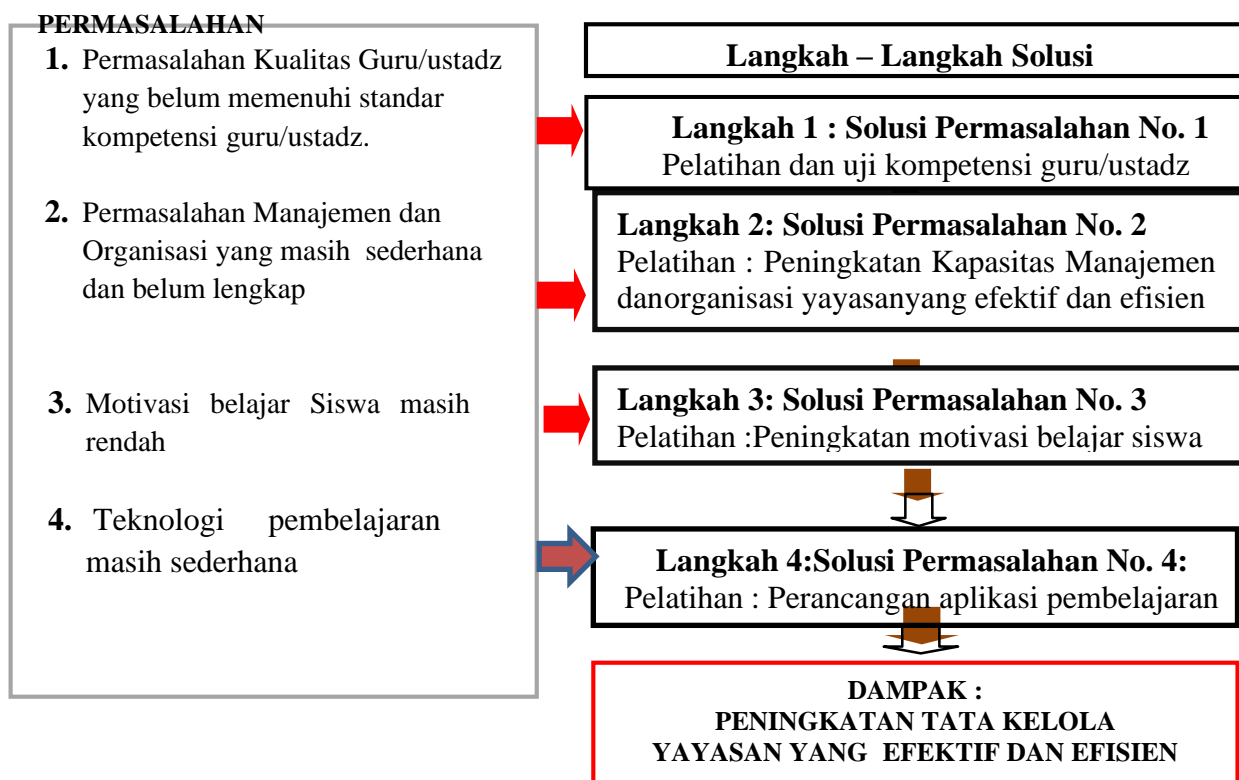 PERMASALAHAN
1. Permasalahan Kualitas Guru/ustadz
yang belum memenuhi standar
kompetensi guru/ustadz.
2. Permasalahan Manajemen dan
Organisasi yang masih sederhana
dan belum lengkap
3. Motivasi belajar Siswa masih
rendah
4. Teknologi pembelajaran
masih sederhana
Langkah – Langkah Solusi
Langkah 1 : Solusi Permasalahan No. 1
Pelatihan dan uji kompetensi guru/ustadz
Langkah 2: Solusi Permasalahan No. 2
Pelatihan : Peningkatan Kapasitas Manajemen
danorganisasi yayasanyang efektif dan efisien
Langkah 3: Solusi Permasalahan No. 3
Pelatihan :Peningkatan motivasi belajar siswa
Langkah 4:Solusi Permasalahan No. 4:
Pelatihan : Perancangan aplikasi pembelajaran
DAMPAK :
PENINGKATAN TATA KELOLA
YAYASAN YANG EFEKTIF DAN EFISIEN